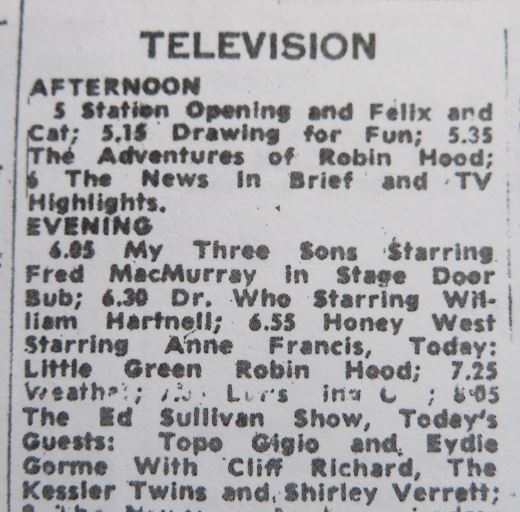 TELEVISION
AFTERNOON
5 Station Opening and Felix and
Cat; 5.15 Drawing for Fun; 5.35
The Adventures of Robin Hood;
6 The News In Brief and TV
Highlights.
EVENING
6.05 My Three Sons Starring
Fred MacMurray in Stage Door
Bub; 6.30 Dr. Who Starring Wil-
liam Hartnell; 6.55 Honey West
Starring Anne Francis, Today:
Little Green Robin Hood; 7.25
8.05
The Ed Sullivan Show, Today's
Guests: Topo Gigio and Eydie
Gorme With Cliff Richard, The
Kessler Twins and Shirley Verrett;